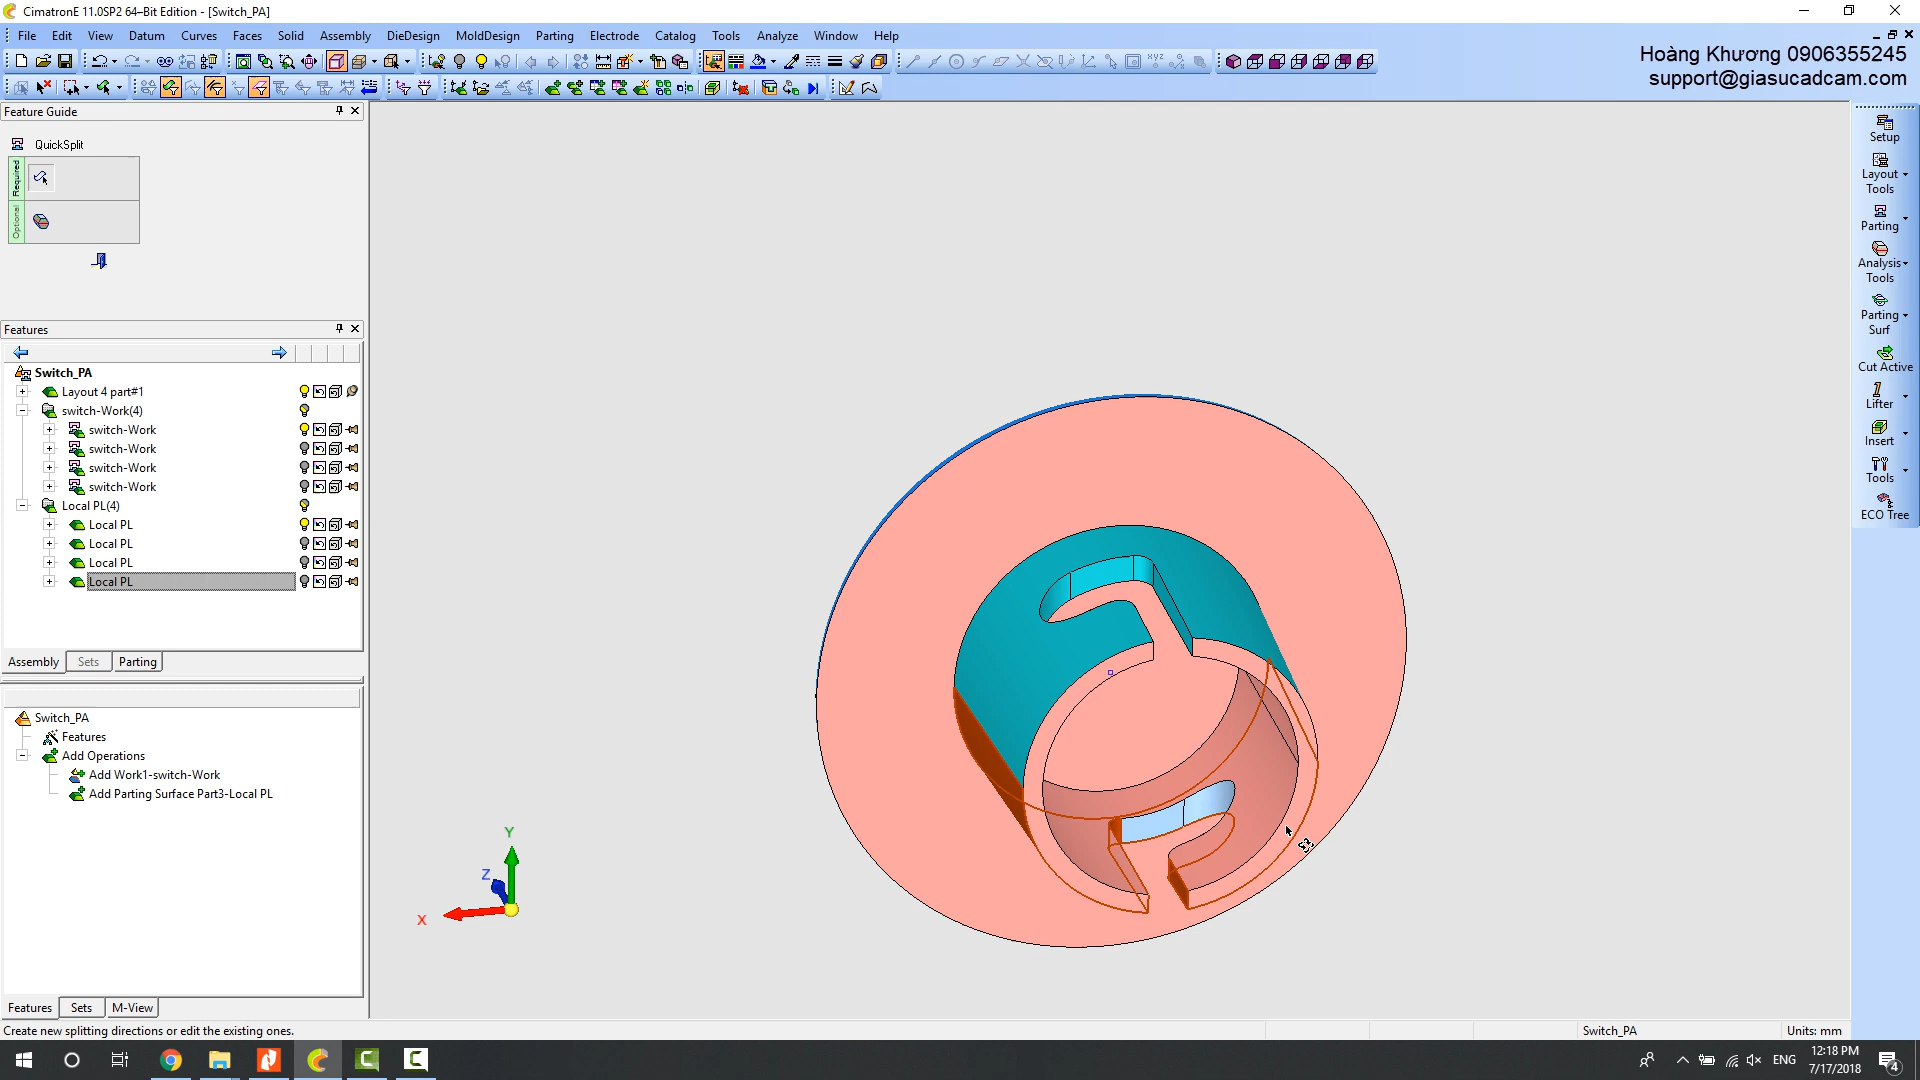 CimatronE 11.0SP2 64–Bit Edition - [Switch_PA]
File Edit View Datum Curves Faces Solid Assembly DieDesign MoldDesign Parting Electrode Catalog Tools Analyze Window Help
Hoàng Khương 0906355245
support@giasucadcam.com
Feature Guide
QuickSplit
Required
Optional
Features
Switch_PA
Layout 4 part#1
switch-Work(4)
switch-Work
switch-Work
switch-Work
switch-Work
Local PL(4)
Local PL
Local PL
Local PL
Local PL
Assembly Sets Parting
Switch_PA
Features
Add Operations
Add Work1-switch-Work
Add Parting Surface Part3-Local PL
Features Sets M-View
Y
Z
X
Setup
Layout
Tools
Parting
Analysis
Tools
Parting
Surf
Cut Active
Lifter
Insert
Tools
ECO Tree
Create new splitting directions or edit the existing ones.
Switch_PA
Units: mm
ENG
12:18 PM
7/17/2018
4